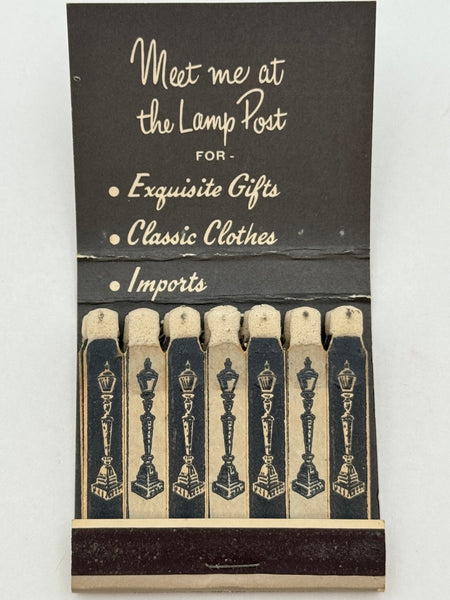 Meet me at
the Lamp Post
FOR -
• Exquisite Gifts
• Classic Clothes
• Imports